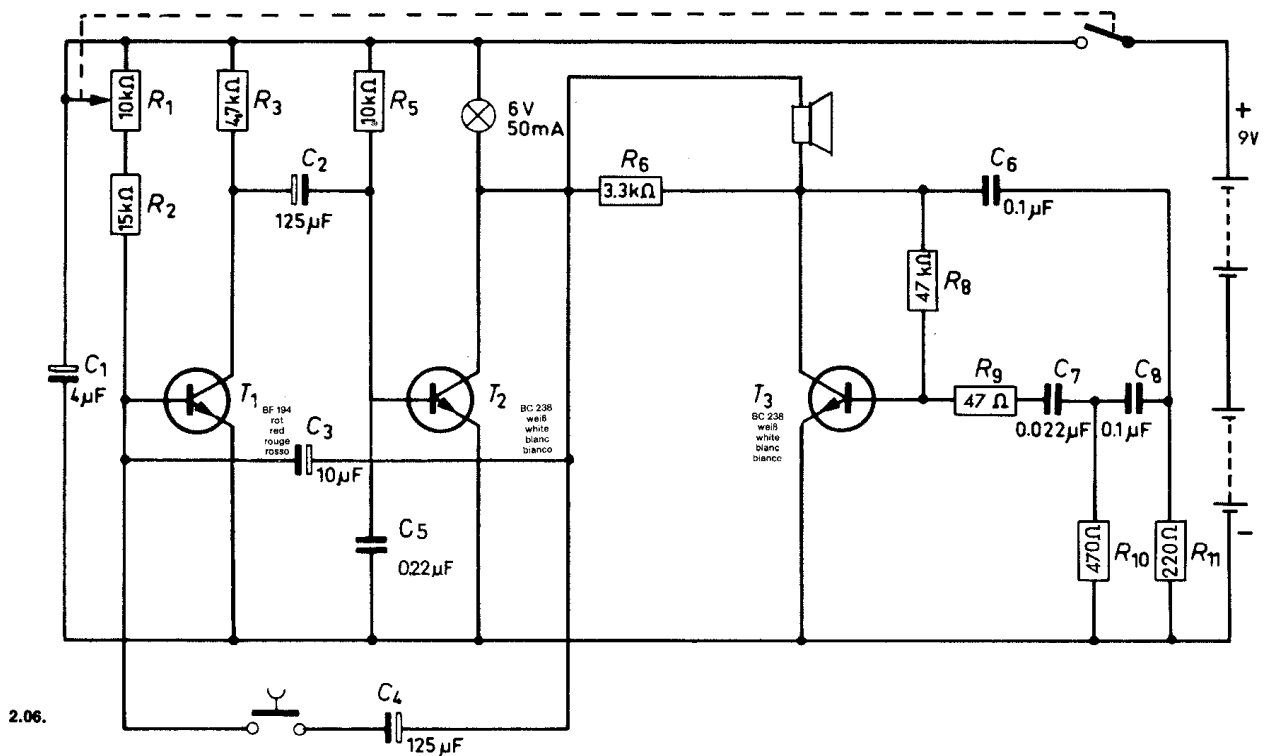 10kΩ
R1
4,7kΩ
R3
10kΩ
R5
6V
50mA
+
9V
C2
125µF
R6
3.3kΩ
C6
0.1µF
15kΩ
R2
47kΩ
R8
C1
4µF
T1
BF 194
rot
red
rouge
rosso
T2
BC 238
weiß
white
blanc
bianco
T3
BC 238
weiß
white
blanc
bianco
R9
47 Ω
C7
0.022µF
C8
0.1µF
C3
10µF
C5
022µF
470Ω
R10
220Ω
R11
−
C4
125µF
2.06.